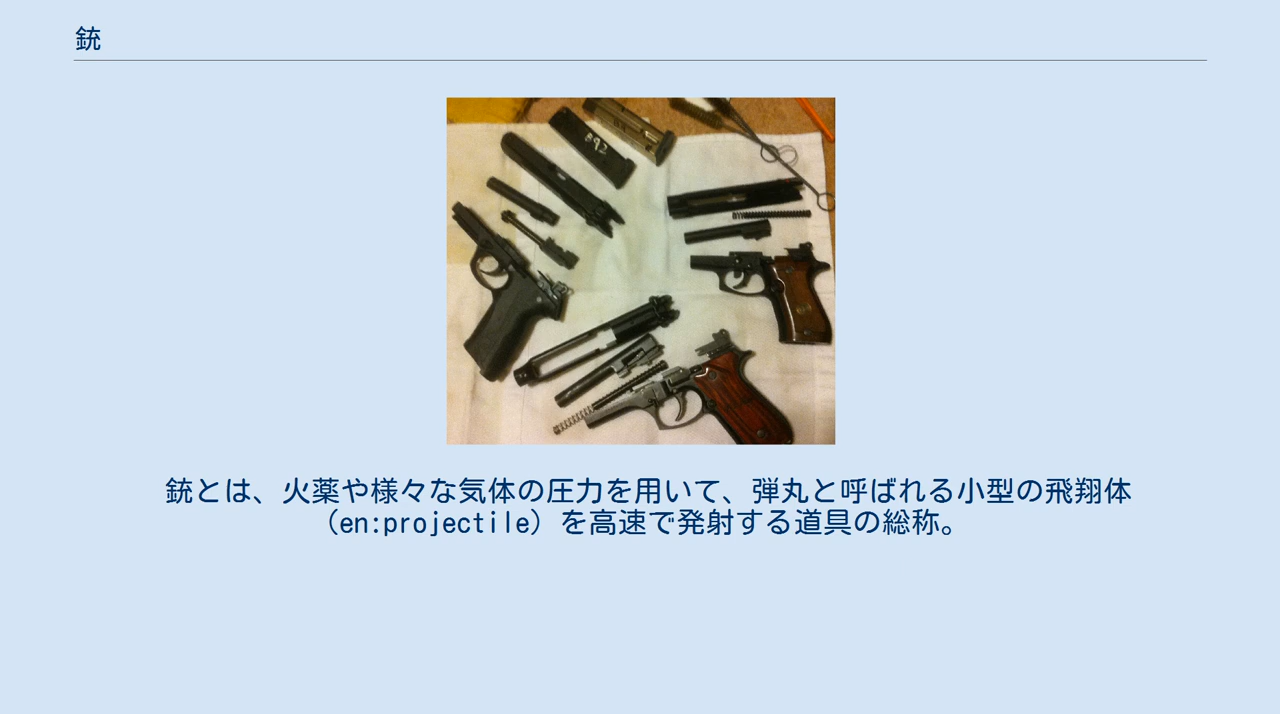 銃
銃とは、火薬や様々な気体の圧力を用いて、弾丸と呼ばれる小型の飛翔体
（en:projectile）を高速で発射する道具の総称。